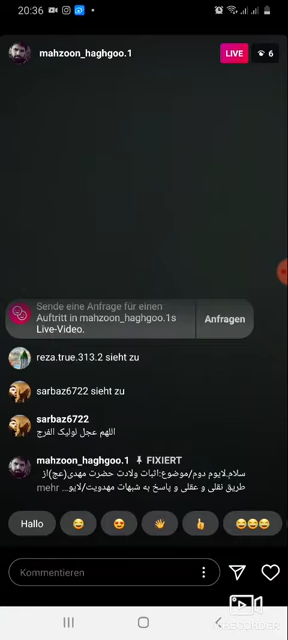 20:36
mahzoon_haghgoo.1
LIVE
6
Sende eine Anfrage für einen
Auftritt in mahzoon_haghgoo.1s
Live-Video.
Anfragen
reza.true.313.2 sieht zu
sarbaz6722 sieht zu
sarbaz6722
اللهم عجل لولیک الفرج
mahzoon_haghgoo.1 FIXIERT
سلام.لایوم دوم/موضوع:اثبات ولادت حضرت مهدی(عج)از
طریق نقلی و عقلی و پاسخ به شبهات مهدویت/لایو... mehr
Hallo
Kommentieren
RECORDER